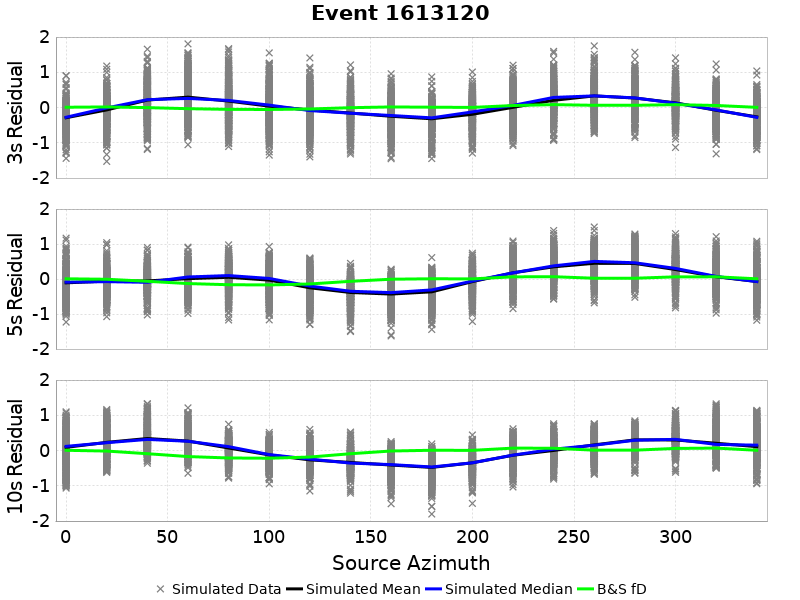 Event 1613120
3s Residual
2
1
0
-1
-2
5s Residual
2
1
0
-1
-2
10s Residual
2
1
0
-1
-2
0 50 100 150 200 250 300
Source Azimuth
Simulated Data Simulated Mean Simulated Median B&S fD